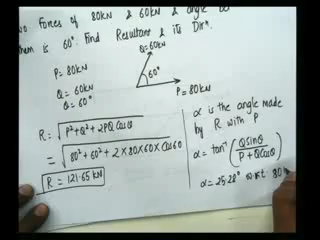 Two Forces of 80kN & 60kN & angle be
them is 60°. Find Resultant & its Dir
Q=60kN
P=80kN
Q=60kN
θ=60°
60°
P=80kN
R= √P²+Q²+2PQ Cosθ
= √80²+60²+2×80×60×Cos60
R=121.65 kN
α is the angle made
by R with P
α=tan⁻¹(Qsinθ/P+QCosθ)
α=25.28° w.r.t 80